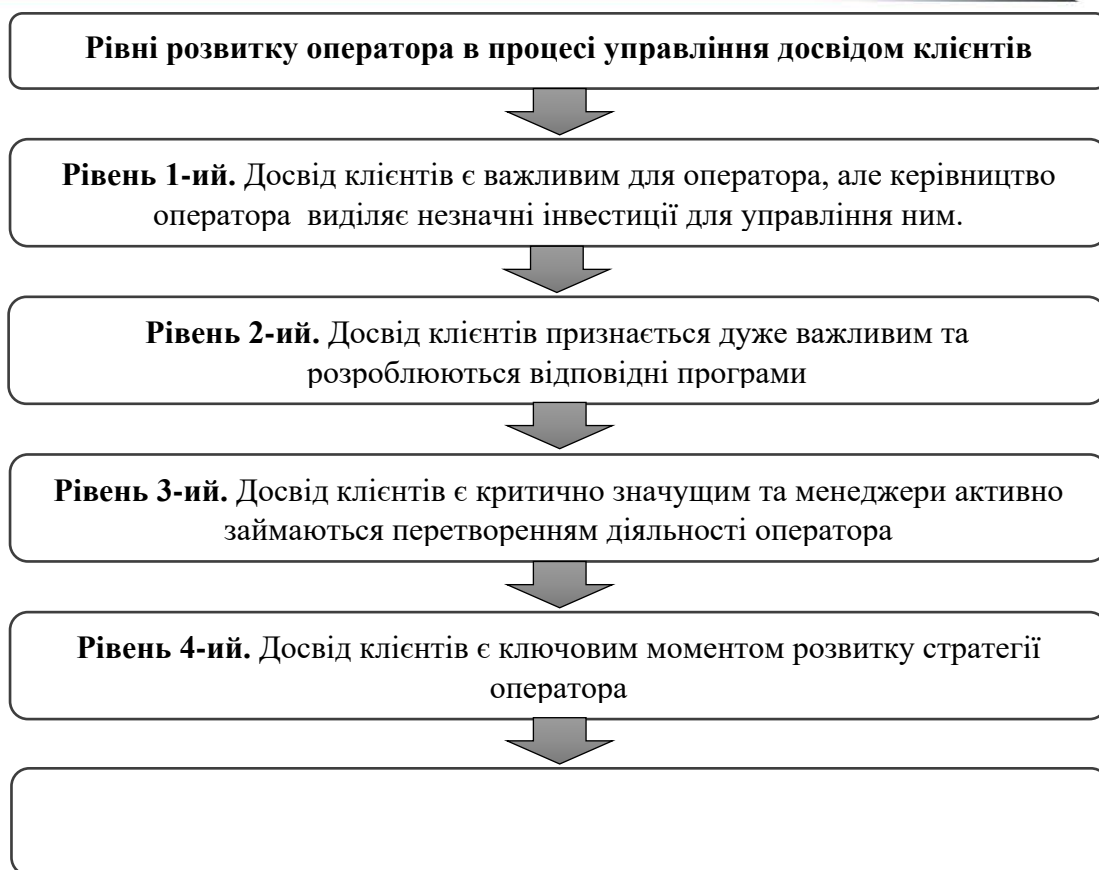 Рівні розвитку оператора в процесі управління досвідом клієнтів
Рівень 1-ий. Досвід клієнтів є важливим для оператора, але керівництво
оператора виділяє незначні інвестиції для управління ним.
Рівень 2-ий. Досвід клієнтів признається дуже важливим та
розроблюються відповідні програми
Рівень 3-ий. Досвід клієнтів є критично значущим та менеджери активно
займаються перетворенням діяльності оператора
Рівень 4-ий. Досвід клієнтів є ключовим моментом розвитку стратегії
оператора